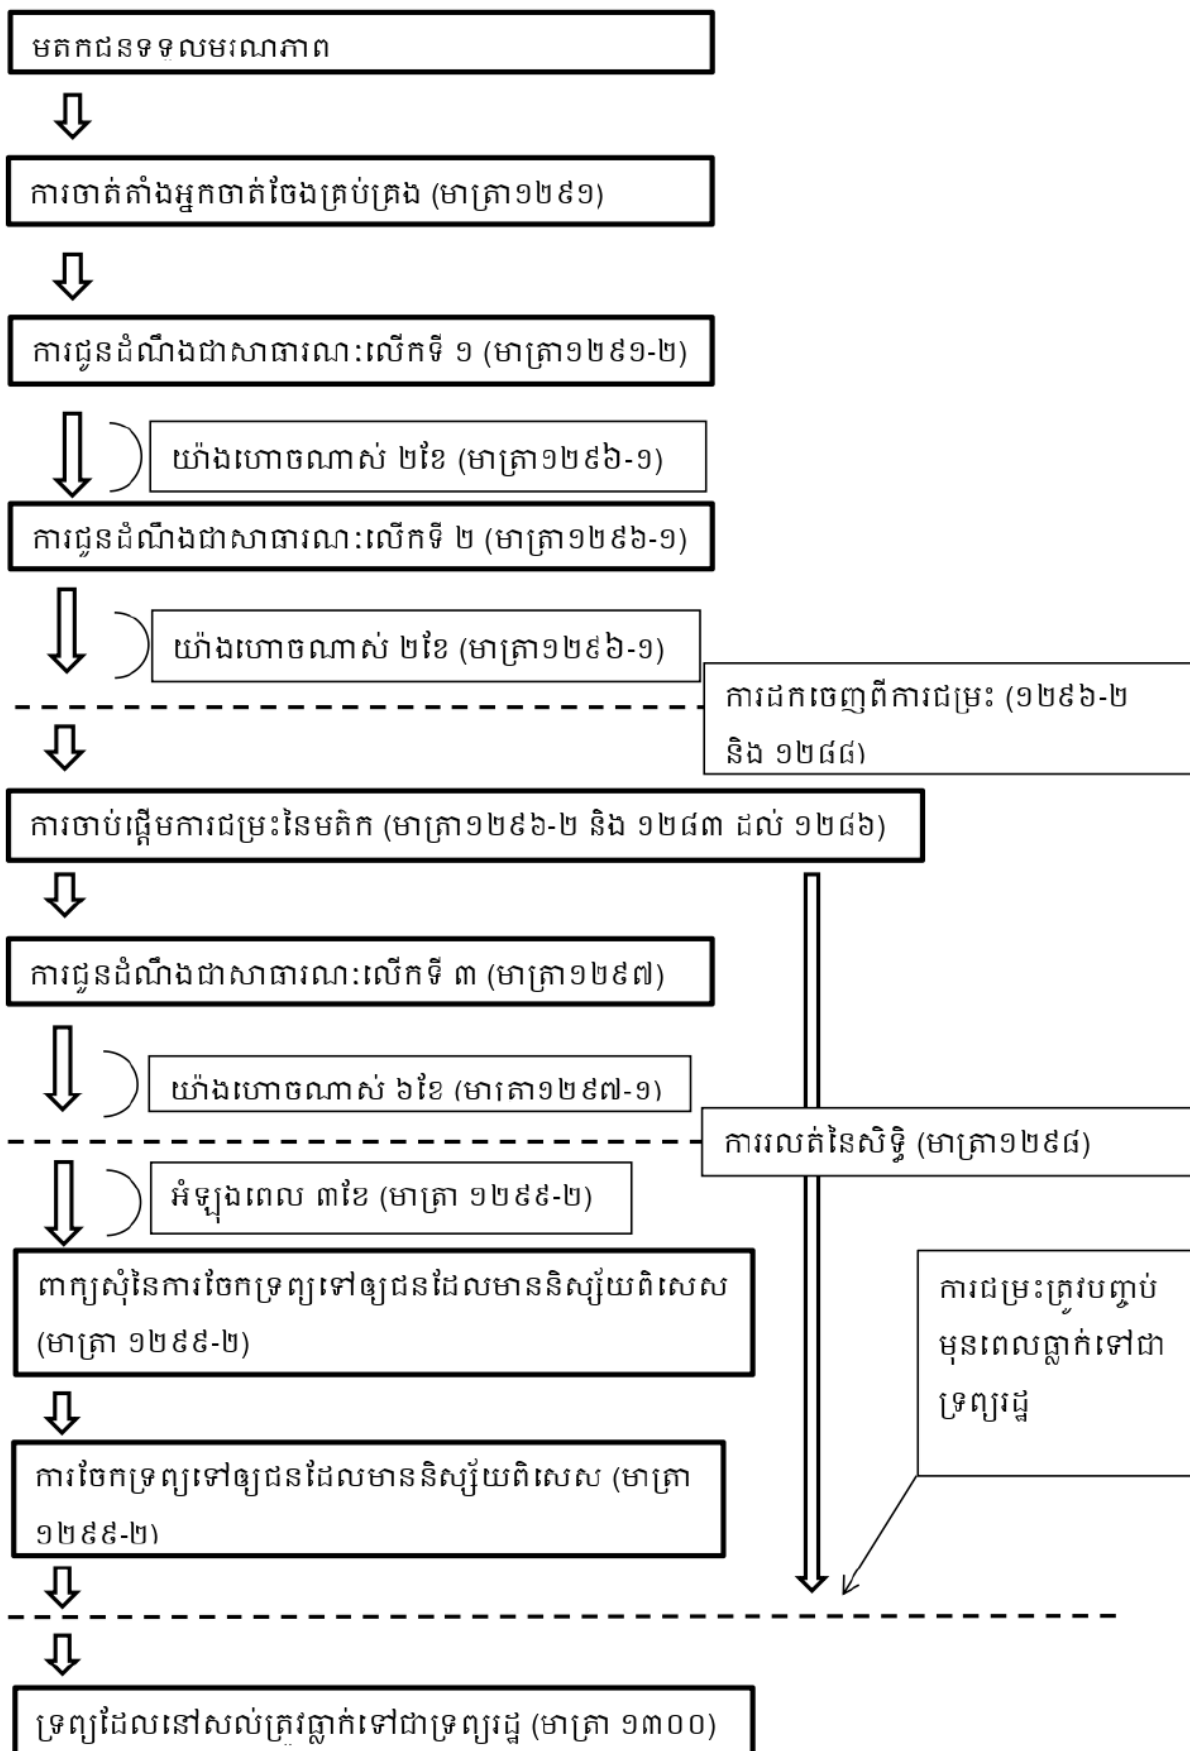 មតកជនទទួលមរណភាព
ការចាត់តាំងអ្នកចាត់ចែងគ្រប់គ្រង (មាត្រា១២៩១)
ការជូនដំណឹងជាសាធារណៈលើកទី ១ (មាត្រា១២៩១-២)
យ៉ាងហោចណាស់ ២ខែ (មាត្រា១២៩៦-១)
ការជូនដំណឹងជាសាធារណៈលើកទី ២ (មាត្រា១២៩៦-១)
យ៉ាងហោចណាស់ ២ខែ (មាត្រា១២៩៦-១)
ការដកចេញពីការជម្រះ (១២៩៦-២
និង ១២៨៨)
ការចាប់ផ្តើមការជម្រះនៃមត៌ក (មាត្រា១២៩៦-២ និង ១២៨៣ ដល់ ១២៨៦)
ការជូនដំណឹងជាសាធារណៈលើកទី ៣ (មាត្រា១២៩៧)
យ៉ាងហោចណាស់ ៦ខែ (មាត្រា១២៩៧-១)
ការរលត់នៃសិទ្ធិ (មាត្រា១២៩៨)
អំឡុងពេល ៣ខែ (មាត្រា ១២៩៩-២)
ពាក្យសុំនៃការចែកទ្រព្យទៅឲ្យជនដែលមាននិស្ស័យពិសេស
(មាត្រា ១២៩៩-២)
ការជម្រះត្រូវបញ្ចប់
មុនពេលធ្លាក់ទៅជា
ទ្រព្យរដ្ឋ
ការចែកទ្រព្យទៅឲ្យជនដែលមាននិស្ស័យពិសេស (មាត្រា
១២៩៩-២)
ទ្រព្យដែលនៅសល់ត្រូវធ្លាក់ទៅជាទ្រព្យរដ្ឋ (មាត្រា ១៣០០)